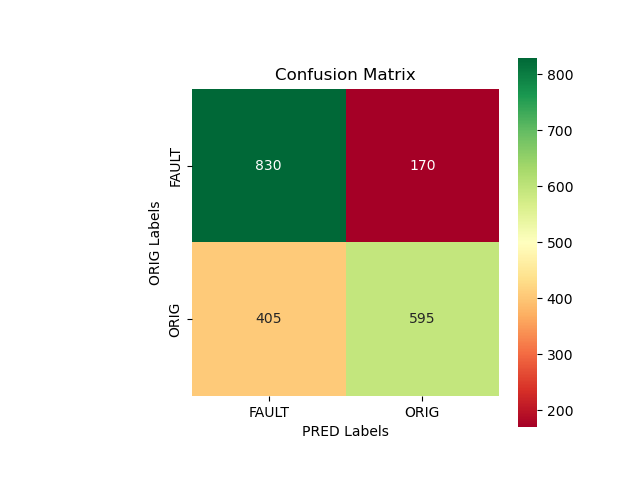 Confusion Matrix
ORIG Labels
FAULT
ORIG
830
170
405
595
FAULT
ORIG
PRED Labels
800
700
600
500
400
300
200